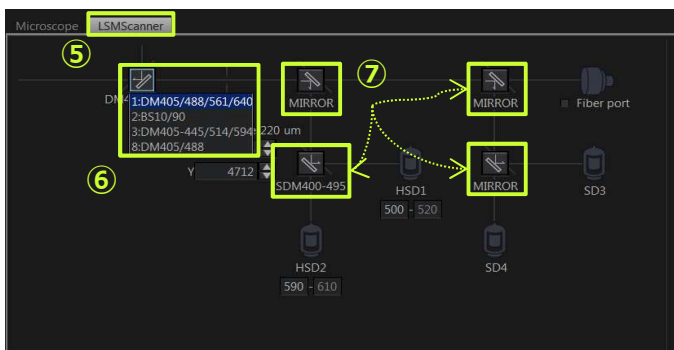 Microscope LSMScanner
⑤
⑦
DM4
1:DM405/488/561/640
2:BS10/90
3:DM405-445/514/594
8:DM405/488
220 um
MIRROR
MIRROR
Fiber port
⑥
Y 4712
SDM400-495
HSD1
500 - 520
MIRROR
SD3
HSD2
590 - 610
SD4